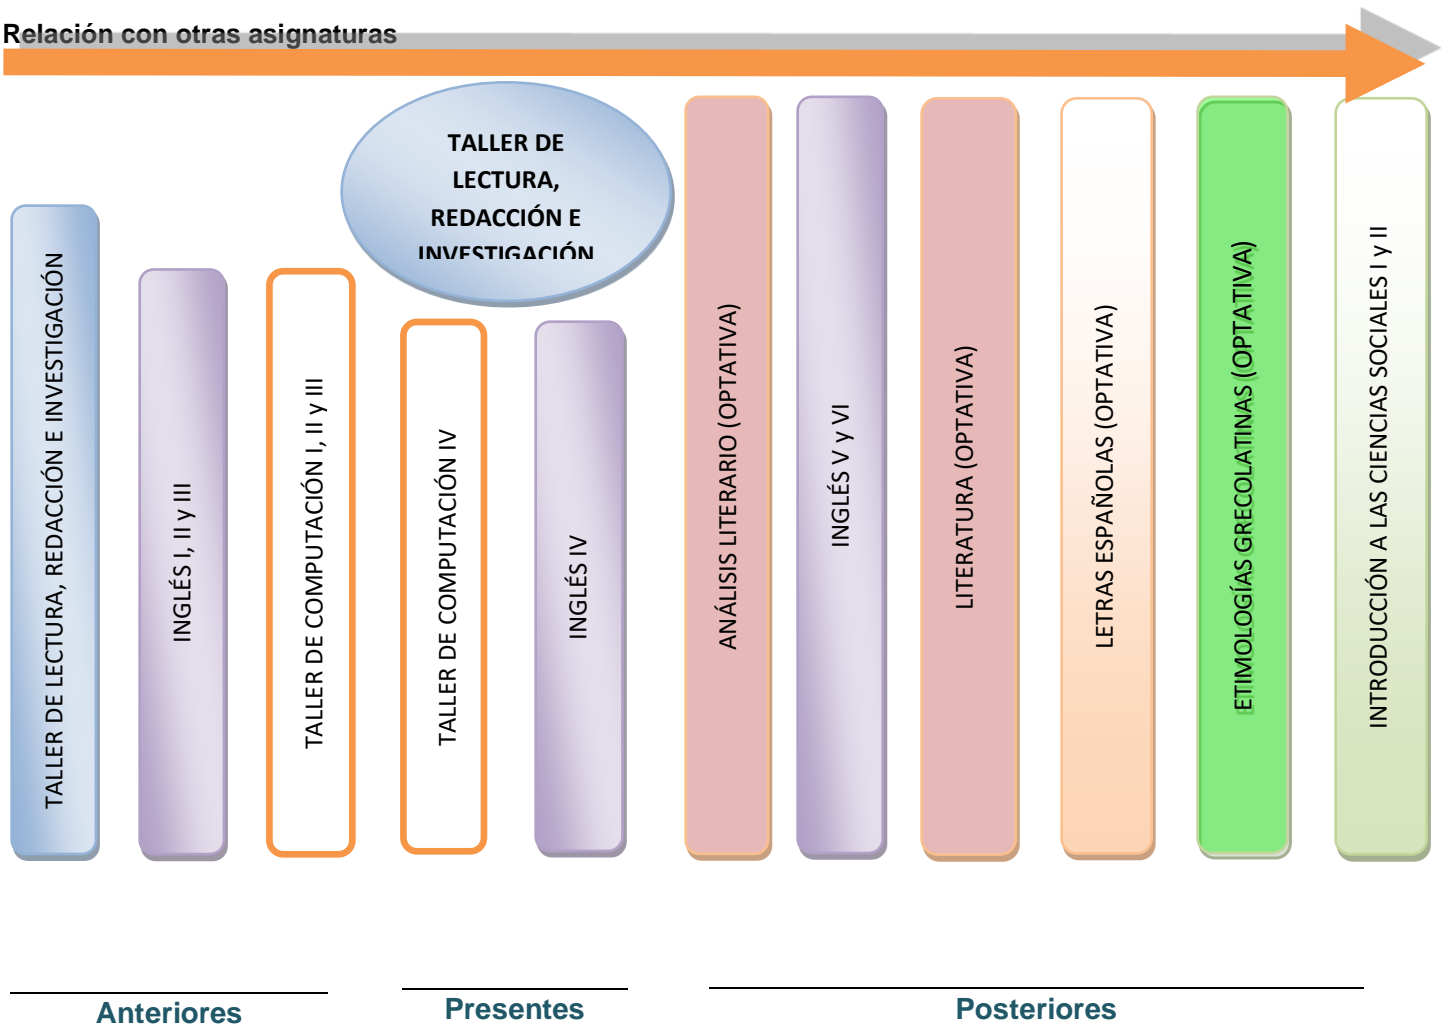 Relación con otras asignaturas
TALLER DE
LECTURA,
REDACCIÓN E
INVESTIGACIÓN
TALLER DE LECTURA, REDACCIÓN E INVESTIGACIÓN
INGLÉS I, II y III
TALLER DE COMPUTACIÓN I, II y III
TALLER DE COMPUTACIÓN IV
INGLÉS IV
ANÁLISIS LITERARIO (OPTATIVA)
INGLÉS V y VI
LITERATURA (OPTATIVA)
LETRAS ESPAÑOLAS (OPTATIVA)
ETIMOLOGÍAS GRECOLATINAS (OPTATIVA)
INTRODUCCIÓN A LAS CIENCIAS SOCIALES I y II
Anteriores
Presentes
Posteriores